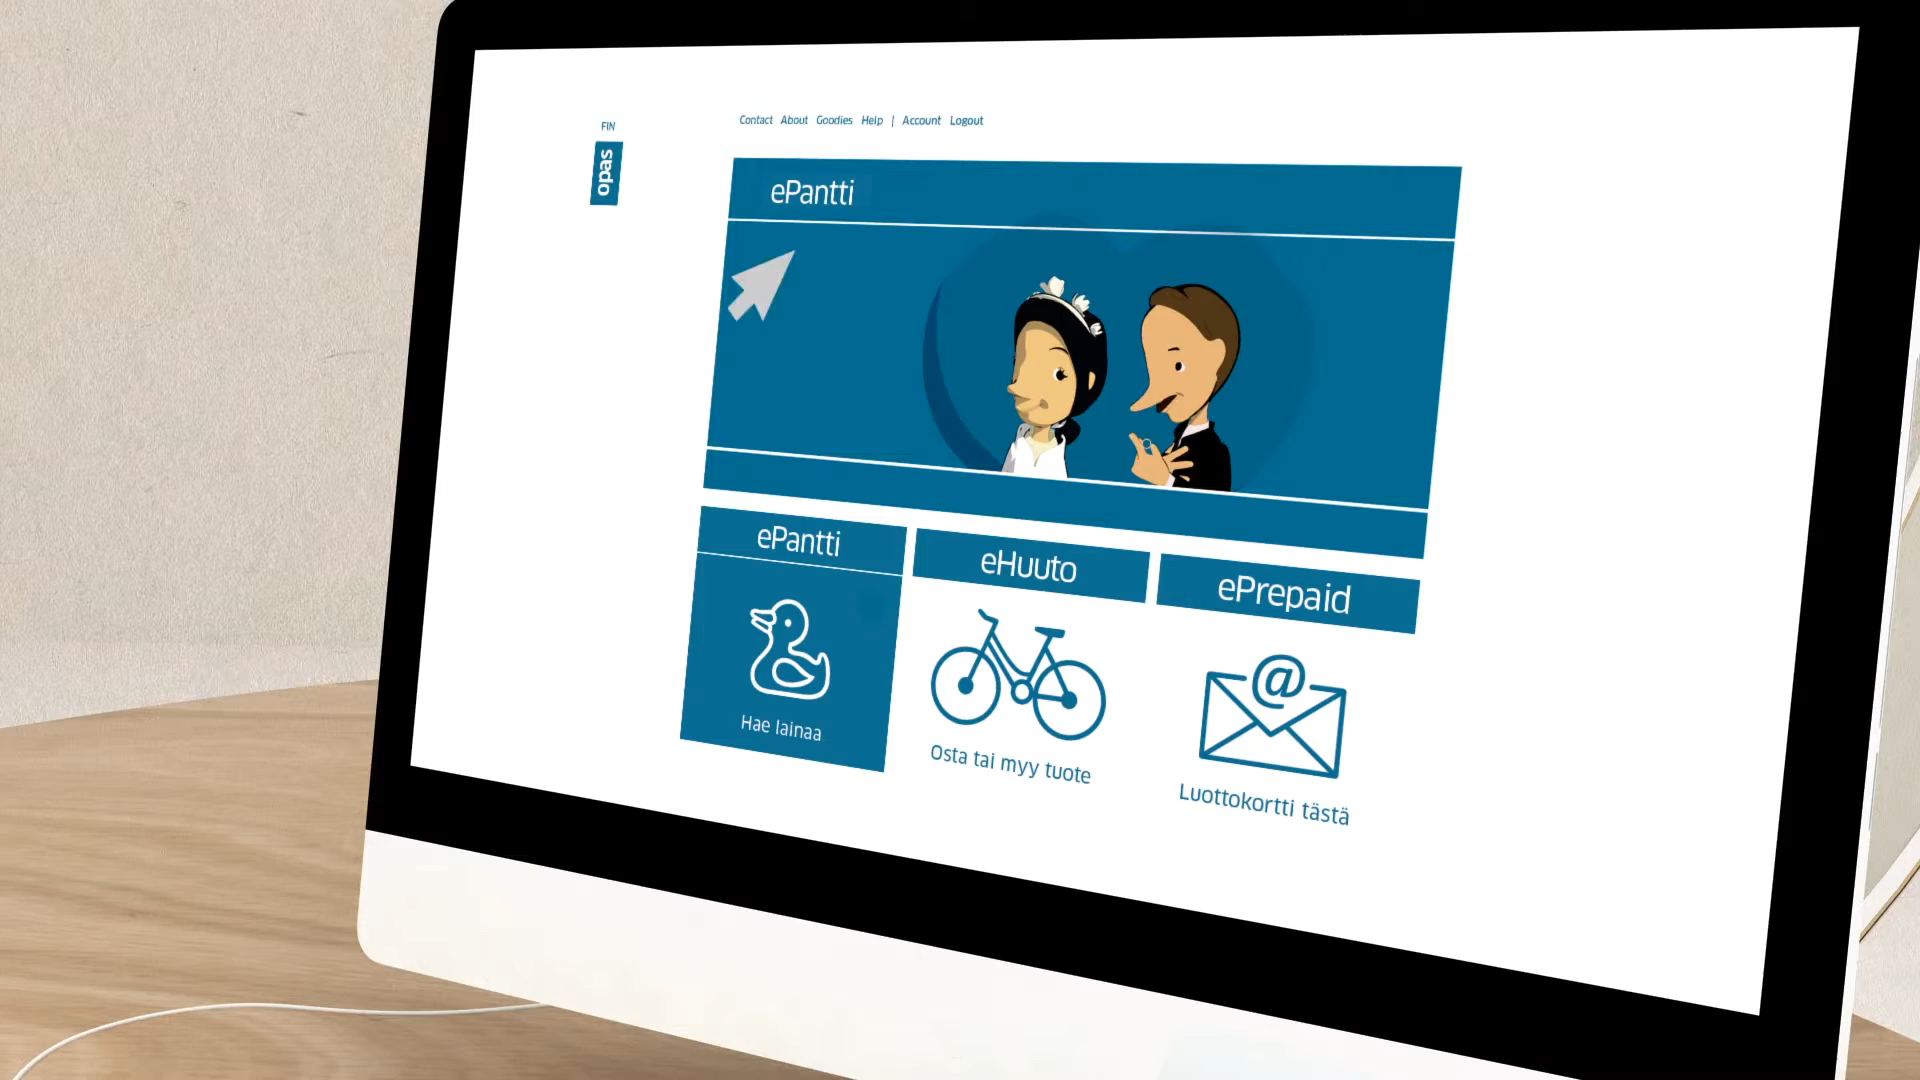 FIN
opas
Contact About Goodies Help | Account Logout
ePantti
ePantti
Hae lainaa
eHuuto
Osta tai myy tuote
ePrepaid
@
Luottokortti tästä